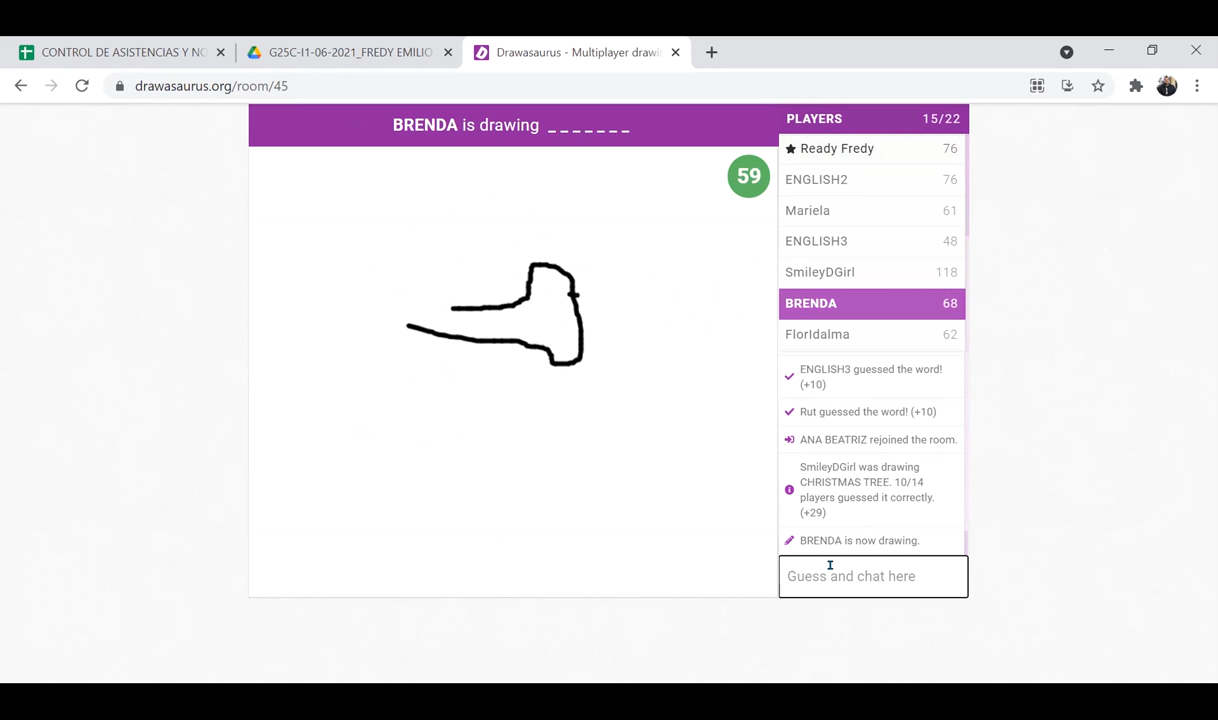 CONTROL DE ASISTENCIAS Y NO
G25C-I1-06-2021_FREDY EMILIO
Drawasaurus - Multiplayer drawi
drawasaurus.org/room/45
BRENDA is drawing _ _ _ _ _ _ _
59
PLAYERS 15/22
Ready Fredy 76
ENGLISH2 76
Mariela 61
ENGLISH3 48
SmileyDGirl 118
BRENDA 68
FlorIdalma 62
ENGLISH3 guessed the word!
(+10)
Rut guessed the word! (+10)
ANA BEATRIZ rejoined the room.
SmileyDGirl was drawing
CHRISTMAS TREE. 10/14
players guessed it correctly.
(+29)
BRENDA is now drawing.
Guess and chat here